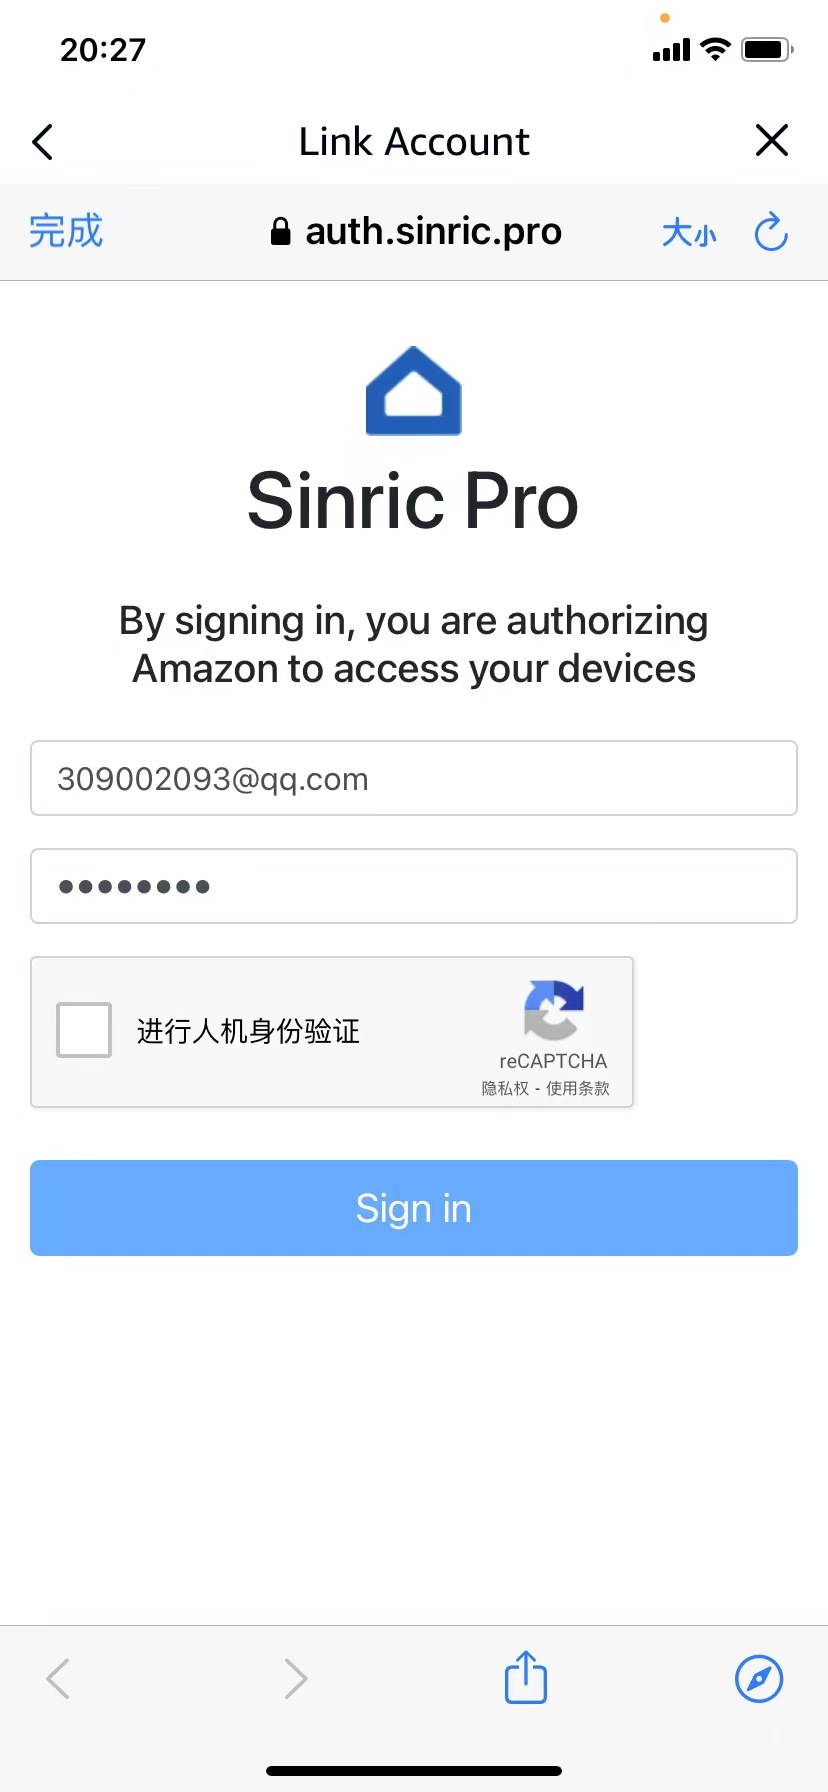 20:27
Link Account
完成
auth.sinric.pro
大小
Sinric Pro
By signing in, you are authorizing
Amazon to access your devices
309002093@qq.com
••••••••
进行人机身份验证
reCAPTCHA
隐私权 - 使用条款
Sign in